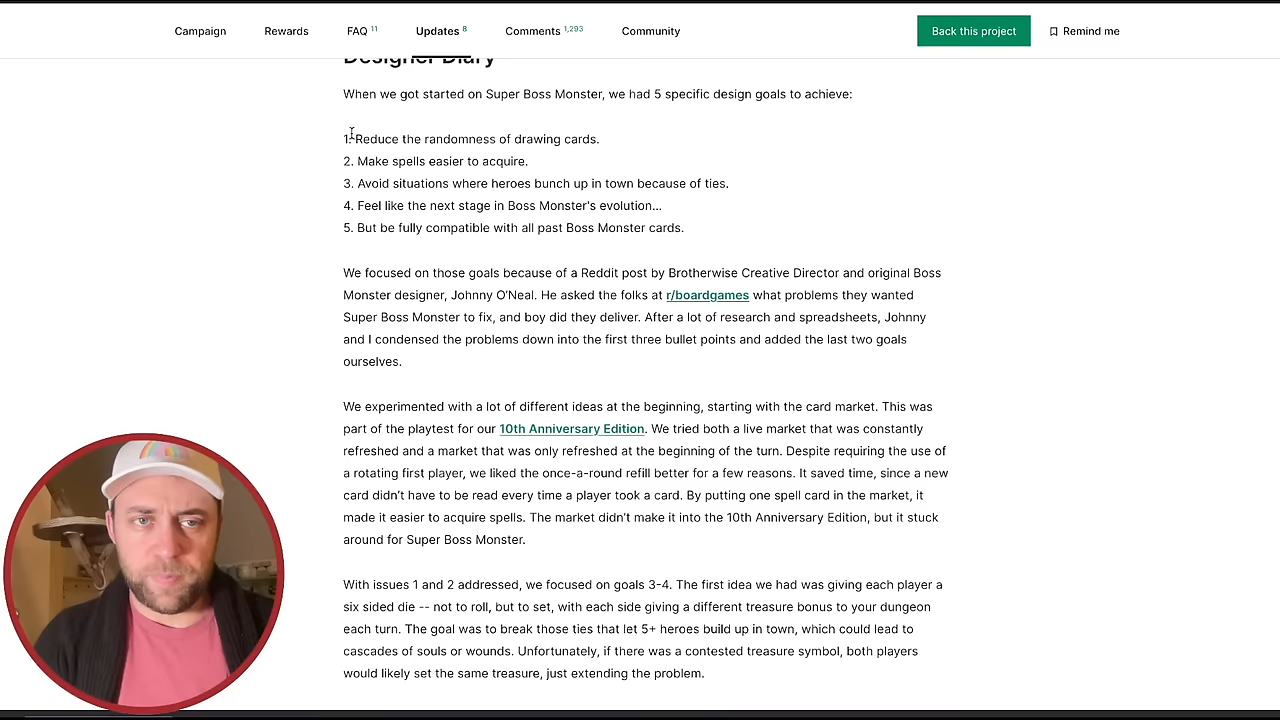 Campaign Rewards FAQ 11 Updates 8 Comments 1,293 Community Back this project Remind me
Designer Diary
When we got started on Super Boss Monster, we had 5 specific design goals to achieve:
1. Reduce the randomness of drawing cards.
2. Make spells easier to acquire.
3. Avoid situations where heroes bunch up in town because of ties.
4. Feel like the next stage in Boss Monster's evolution...
5. But be fully compatible with all past Boss Monster cards.
We focused on those goals because of a Reddit post by Brotherwise Creative Director and original Boss
Monster designer, Johnny O'Neal. He asked the folks at r/boardgames what problems they wanted
Super Boss Monster to fix, and boy did they deliver. After a lot of research and spreadsheets, Johnny
and I condensed the problems down into the first three bullet points and added the last two goals
ourselves.
We experimented with a lot of different ideas at the beginning, starting with the card market. This was
part of the playtest for our 10th Anniversary Edition. We tried both a live market that was constantly
refreshed and a market that was only refreshed at the beginning of the turn. Despite requiring the use of
a rotating first player, we liked the once-a-round refill better for a few reasons. It saved time, since a new
card didn't have to be read every time a player took a card. By putting one spell card in the market, it
made it easier to acquire spells. The market didn't make it into the 10th Anniversary Edition, but it stuck
around for Super Boss Monster.
With issues 1 and 2 addressed, we focused on goals 3-4. The first idea we had was giving each player a
six sided die -- not to roll, but to set, with each side giving a different treasure bonus to your dungeon
each turn. The goal was to break those ties that let 5+ heroes build up in town, which could lead to
cascades of souls or wounds. Unfortunately, if there was a contested treasure symbol, both players
would likely set the same treasure, just extending the problem.